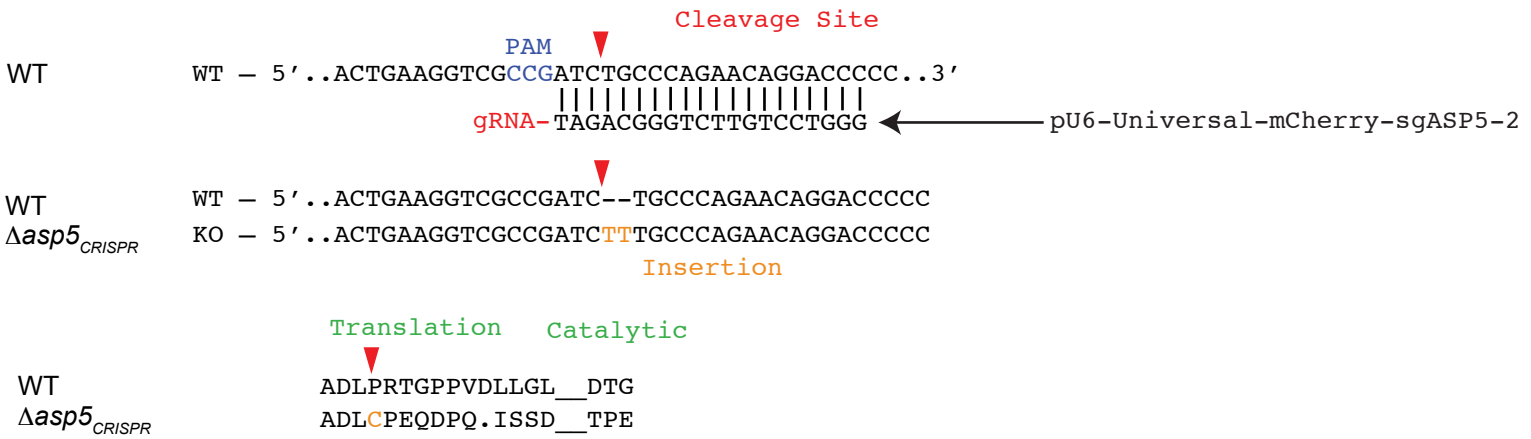 Cleavage Site
PAM
WT WT – 5’..ACTGAAGGTCGCCGATCTGCCCAGAACAGGACCCCC..3’
gRNA-TAGACGGGTCTTGTCCTGGG pU6-Universal-mCherry-sgASP5-2
WT WT – 5’..ACTGAAGGTCGCCGATC--TGCCCAGAACAGGACCCCC
Δasp5CRISPR KO – 5’..ACTGAAGGTCGCCGATCTTTGCCCAGAACAGGACCCCC
Insertion
Translation Catalytic
WT ADLPRTGPPVDLLGL__DTG
Δasp5CRISPR ADLCPEQDPQ.ISSD__TPE